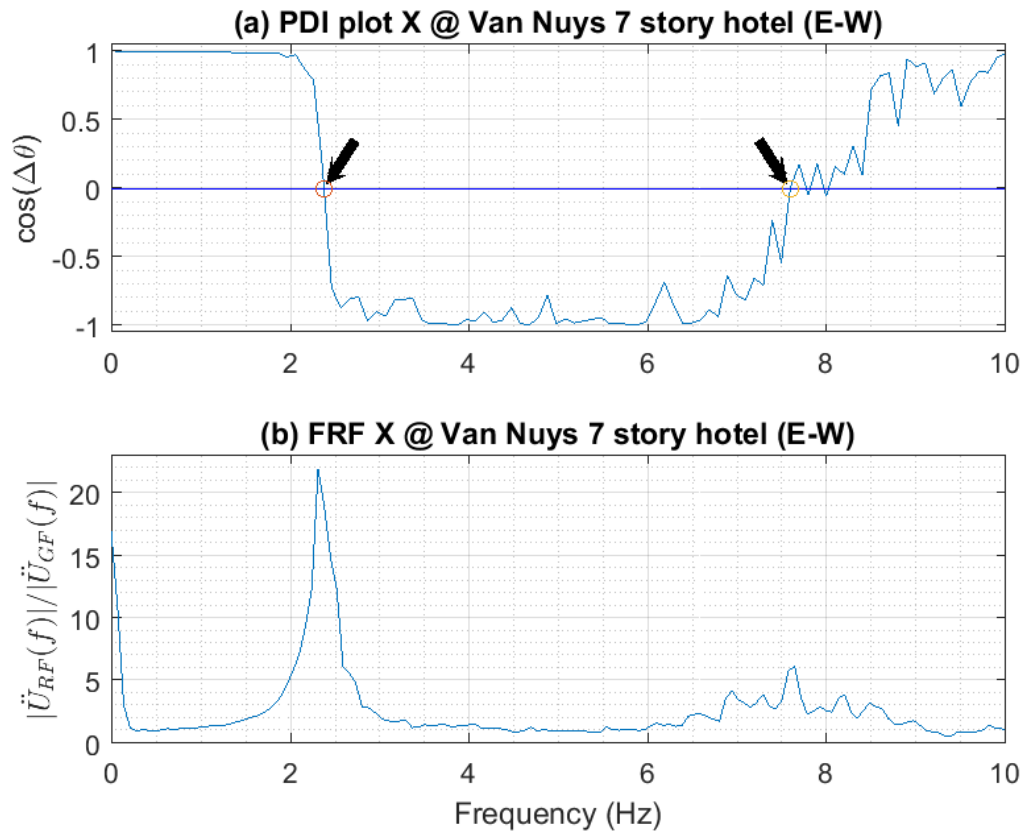 (a) PDI plot X @ Van Nuys 7 story hotel (E-W)
cos(Δθ)
1
0.5
0
-0.5
-1
0 2 4 6 8 10
(b) FRF X @ Van Nuys 7 story hotel (E-W)
|Ü_RF(f)|/|Ü_GF(f)|
20
15
10
5
0
0 2 4 6 8 10
Frequency (Hz)